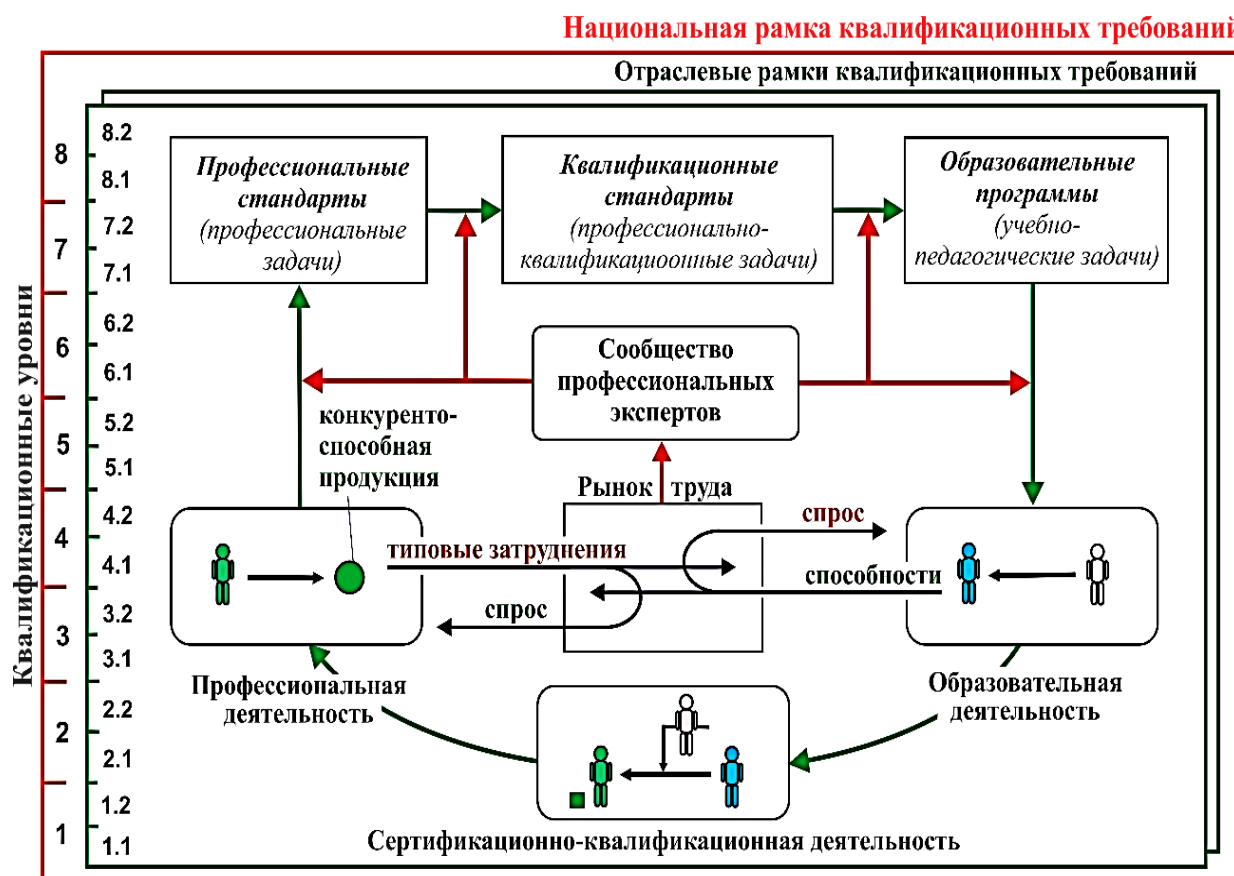 Национальная рамка квалификационных требований
Отраслевые рамки квалификационных требований
Квалификационные уровни
8
7
6
5
4
3
2
1
8.2
8.1
7.2
7.1
6.2
6.1
5.2
5.1
4.2
4.1
3.2
3.1
2.2
2.1
1.2
1.1
Профессиональные
стандарты
(профессиональные
задачи)
Квалификационные
стандарты
(профессионально-
квалификациоонные задачи)
Образовательные
программы
(учебно-
педагогические задачи)
Сообщество
профессиональных
экспертов
конкуренто-
способная
продукция
Рынок труда
типовые затруднения
спрос
спрос
способности
Профессиональная
деятельность
Образовательная
деятельность
Сертификационно-квалификационная деятельность